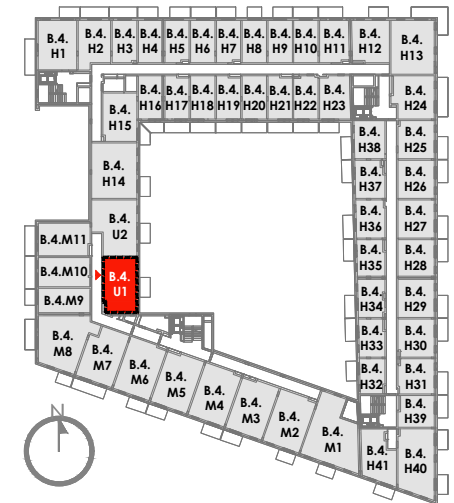 B.4.
H1
B.4.
H2
B.4.
H3
B.4.
H4
B.4.
H5
B.4.
H6
B.4.
H7
B.4.
H8
B.4.
H9
B.4.
H10
B.4.
H11
B.4.
H12
B.4.
H13
B.4.
H15
B.4.
H16
B.4.
H17
B.4.
H18
B.4.
H19
B.4.
H20
B.4.
H21
B.4.
H22
B.4.
H23
B.4.
H24
B.4.
H38
B.4.
H25
B.4.
H14
B.4.
H37
B.4.
H26
B.4.
U2
B.4.
H36
B.4.
H27
B.4.M11
B.4.
H35
B.4.
H28
B.4.M10
B.4.
U1
B.4.
H34
B.4.
H29
B.4.M9
B.4.
H33
B.4.
H30
B.4.
M8
B.4.
M7
B.4.
M6
B.4.
M5
B.4.
M4
B.4.
M3
B.4.
M2
B.4.
M1
B.4.
H32
B.4.
H31
B.4.
H39
B.4.
H41
B.4.
H40
N